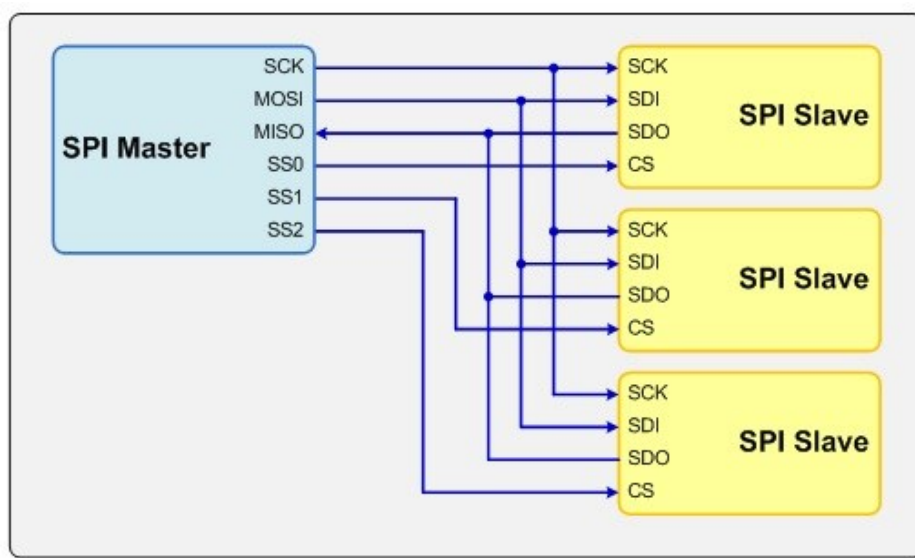 SPI Master
SCK
MOSI
MISO
SS0
SS1
SS2
SCK
SDI
SDO
CS
SPI Slave
SCK
SDI
SDO
CS
SPI Slave
SCK
SDI
SDO
CS
SPI Slave